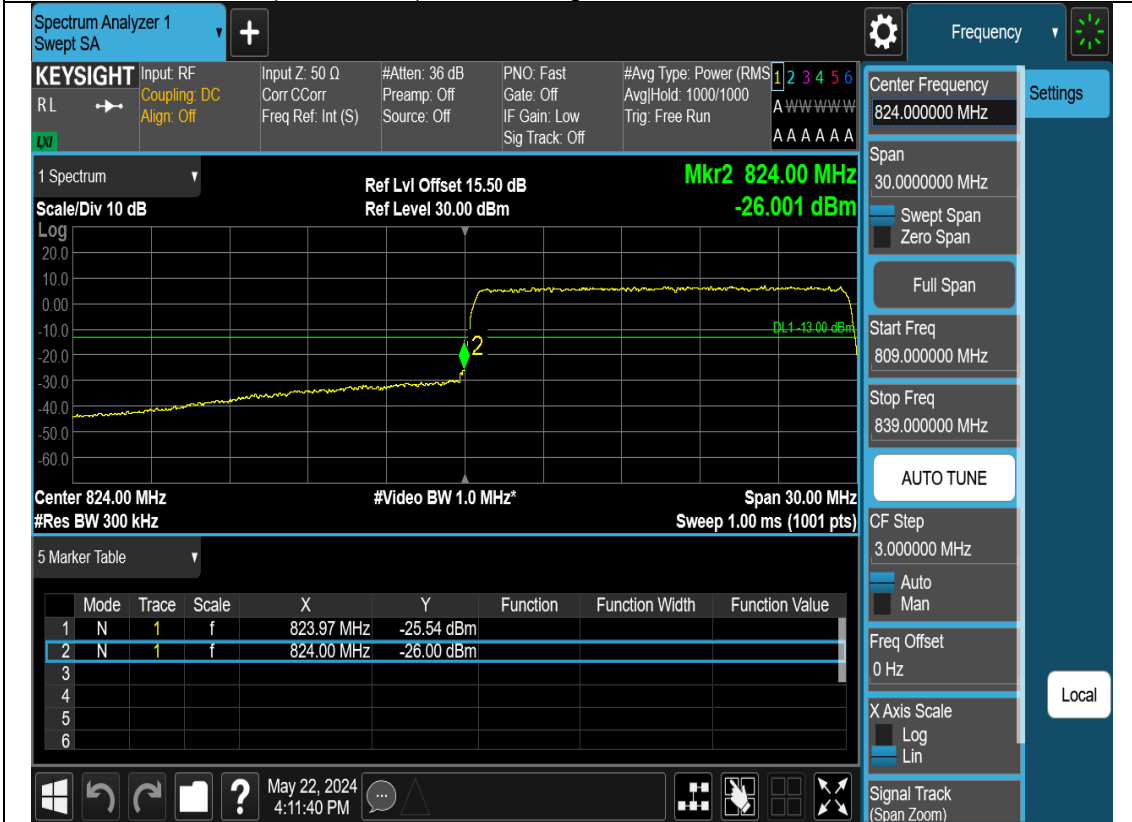 Spectrum Analyzer 1
Swept SA
+
Frequency
KEYSIGHT
RL
LXI
Input: RF
Coupling: DC
Align: Off
Input Z: 50 Ω
Corr CCorr
Freq Ref: Int (S)
#Atten: 36 dB
Preamp: Off
Source: Off
PNO: Fast
Gate: Off
IF Gain: Low
Sig Track: Off
#Avg Type: Power (RMS
Avg|Hold: 1000/1000
Trig: Free Run
1 2 3 4 5 6
A W W W W W
A A A A A A
1 Spectrum
Scale/Div 10 dB
Log
Ref Lvl Offset 15.50 dB
Ref Level 30.00 dBm
Mkr2 824.00 MHz
-26.001 dBm
20.0
10.0
0.00
-10.0
-20.0
-30.0
-40.0
-50.0
-60.0
DL1 -13.00 dBm
2
Center 824.00 MHz
#Video BW 1.0 MHz*
Span 30.00 MHz
#Res BW 300 kHz
Sweep 1.00 ms (1001 pts)
5 Marker Table
Mode Trace Scale X Y Function Function Width Function Value
1 N 1 f 823.97 MHz -25.54 dBm
2 N 1 f 824.00 MHz -26.00 dBm
3
4
5
6
?
May 22, 2024
4:11:40 PM
Center Frequency
824.000000 MHz
Span
30.0000000 MHz
Swept Span
Zero Span
Full Span
Start Freq
809.000000 MHz
Stop Freq
839.000000 MHz
AUTO TUNE
CF Step
3.000000 MHz
Auto
Man
Freq Offset
0 Hz
X Axis Scale
Log
Lin
Signal Track
(Span Zoom)
Settings
Local